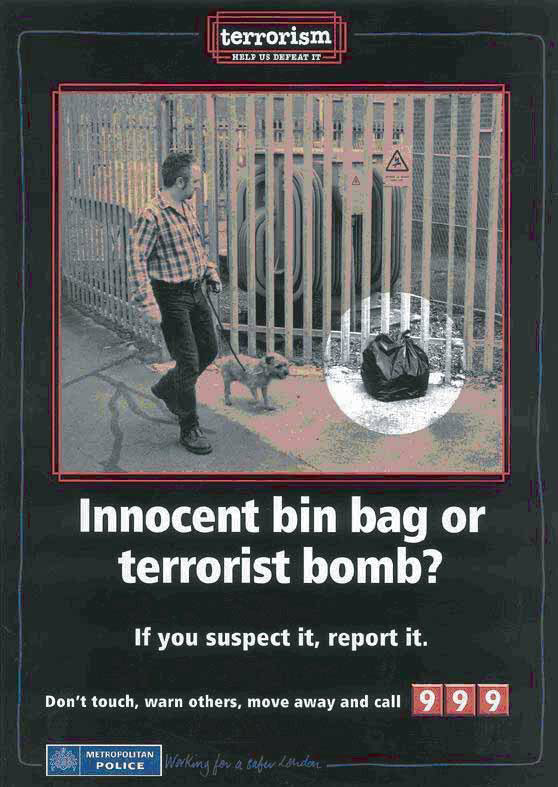 terrorism
HELP US DEFEAT IT
Innocent bin bag or
terrorist bomb?
If you suspect it, report it.
Don't touch, warn others, move away and call 999
METROPOLITAN
POLICE
Working for a safer London